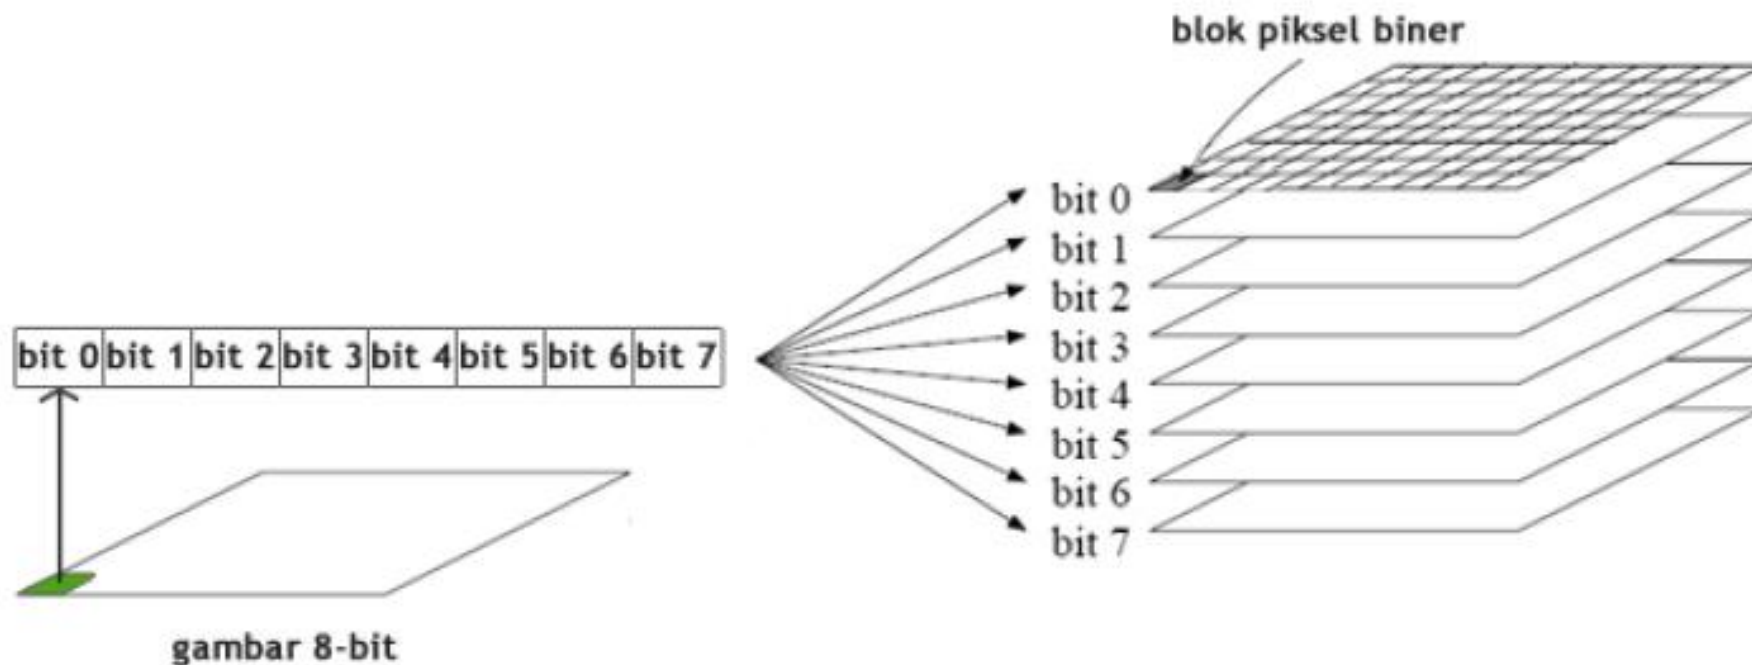 blok piksel biner
bit 0 bit 1 bit 2 bit 3 bit 4 bit 5 bit 6 bit 7
gambar 8-bit
bit 0
bit 1
bit 2
bit 3
bit 4
bit 5
bit 6
bit 7